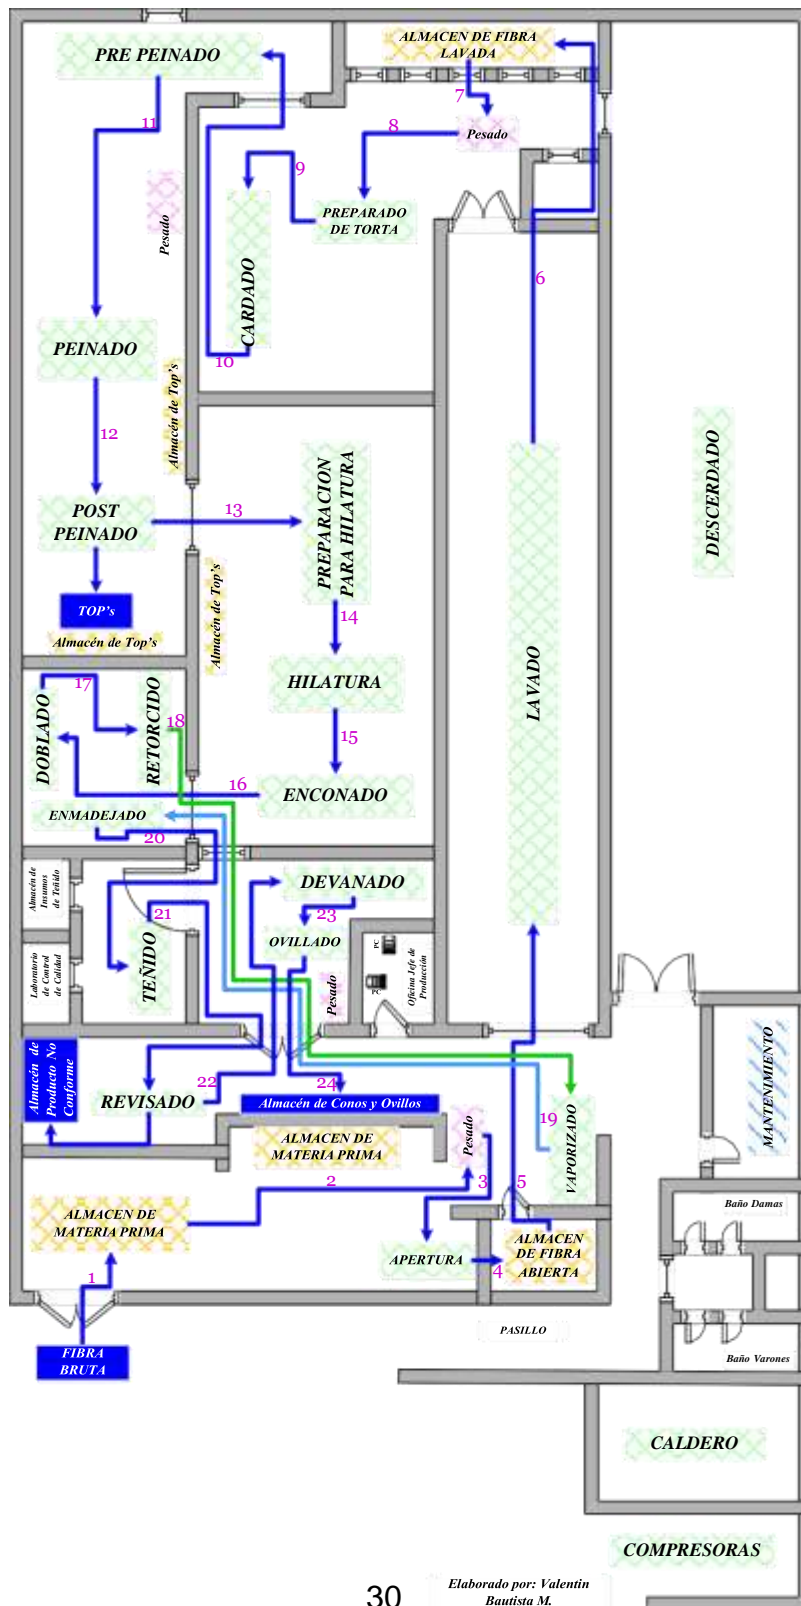 PRE PEINADO
ALMACEN DE FIBRA
LAVADA
7
11
8
Pesado
9
Pesado
PREPARADO
DE TORTA
CARDADO
6
10
PEINADO
Almacén de Top's
12
DESCERDADO
POST
PEINADO
13
PREPARACION
PARA HILATURA
Almacén de Top's
TOP's
14
Almacén de Top's
LAVADO
17
HILATURA
DOBLADO
RETORCIDO
18
15
16
ENCONADO
ENMADEJADO
20
Almacén de
Insumos
de Teñido
DEVANADO
21
23
TEÑIDO
OVILLADO
PC
Laboratorio
de Control
de Calidad
Pesado
Oficina Jefe de
Producción
Almacén de
Producto No
Conforme
22
24
REVISADO
Almacén de Conos y Ovillos
19
VAPORIZADO
MANTENIMIENTO
ALMACEN DE
MATERIA PRIMA
Pesado
2
3
5
ALMACEN DE
MATERIA PRIMA
Baño Damas
APERTURA
4
ALMACEN
DE FIBRA
ABIERTA
1
PASILLO
FIBRA
BRUTA
Baño Varones
CALDERO
COMPRESORAS
30
Elaborado por: Valentin
Bautista M.